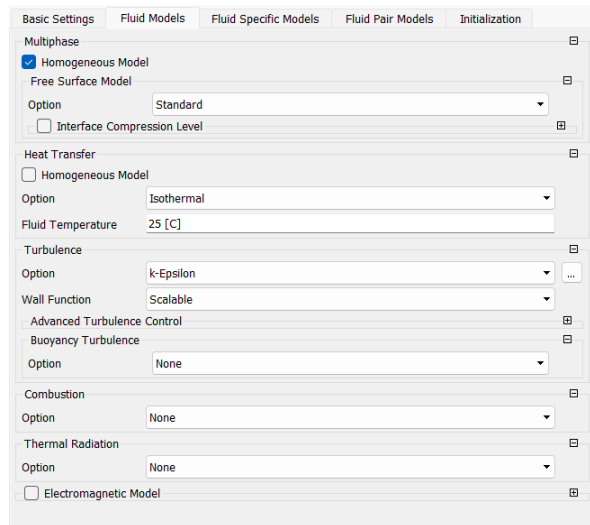 Basic Settings Fluid Models Fluid Specific Models Fluid Pair Models Initialization
Multiphase
Homogeneous Model
Free Surface Model
Option Standard
Interface Compression Level
Heat Transfer
Homogeneous Model
Option Isothermal
Fluid Temperature 25 [C]
Turbulence
Option k-Epsilon ...
Wall Function Scalable
Advanced Turbulence Control
Buoyancy Turbulence
Option None
Combustion
Option None
Thermal Radiation
Option None
Electromagnetic Model